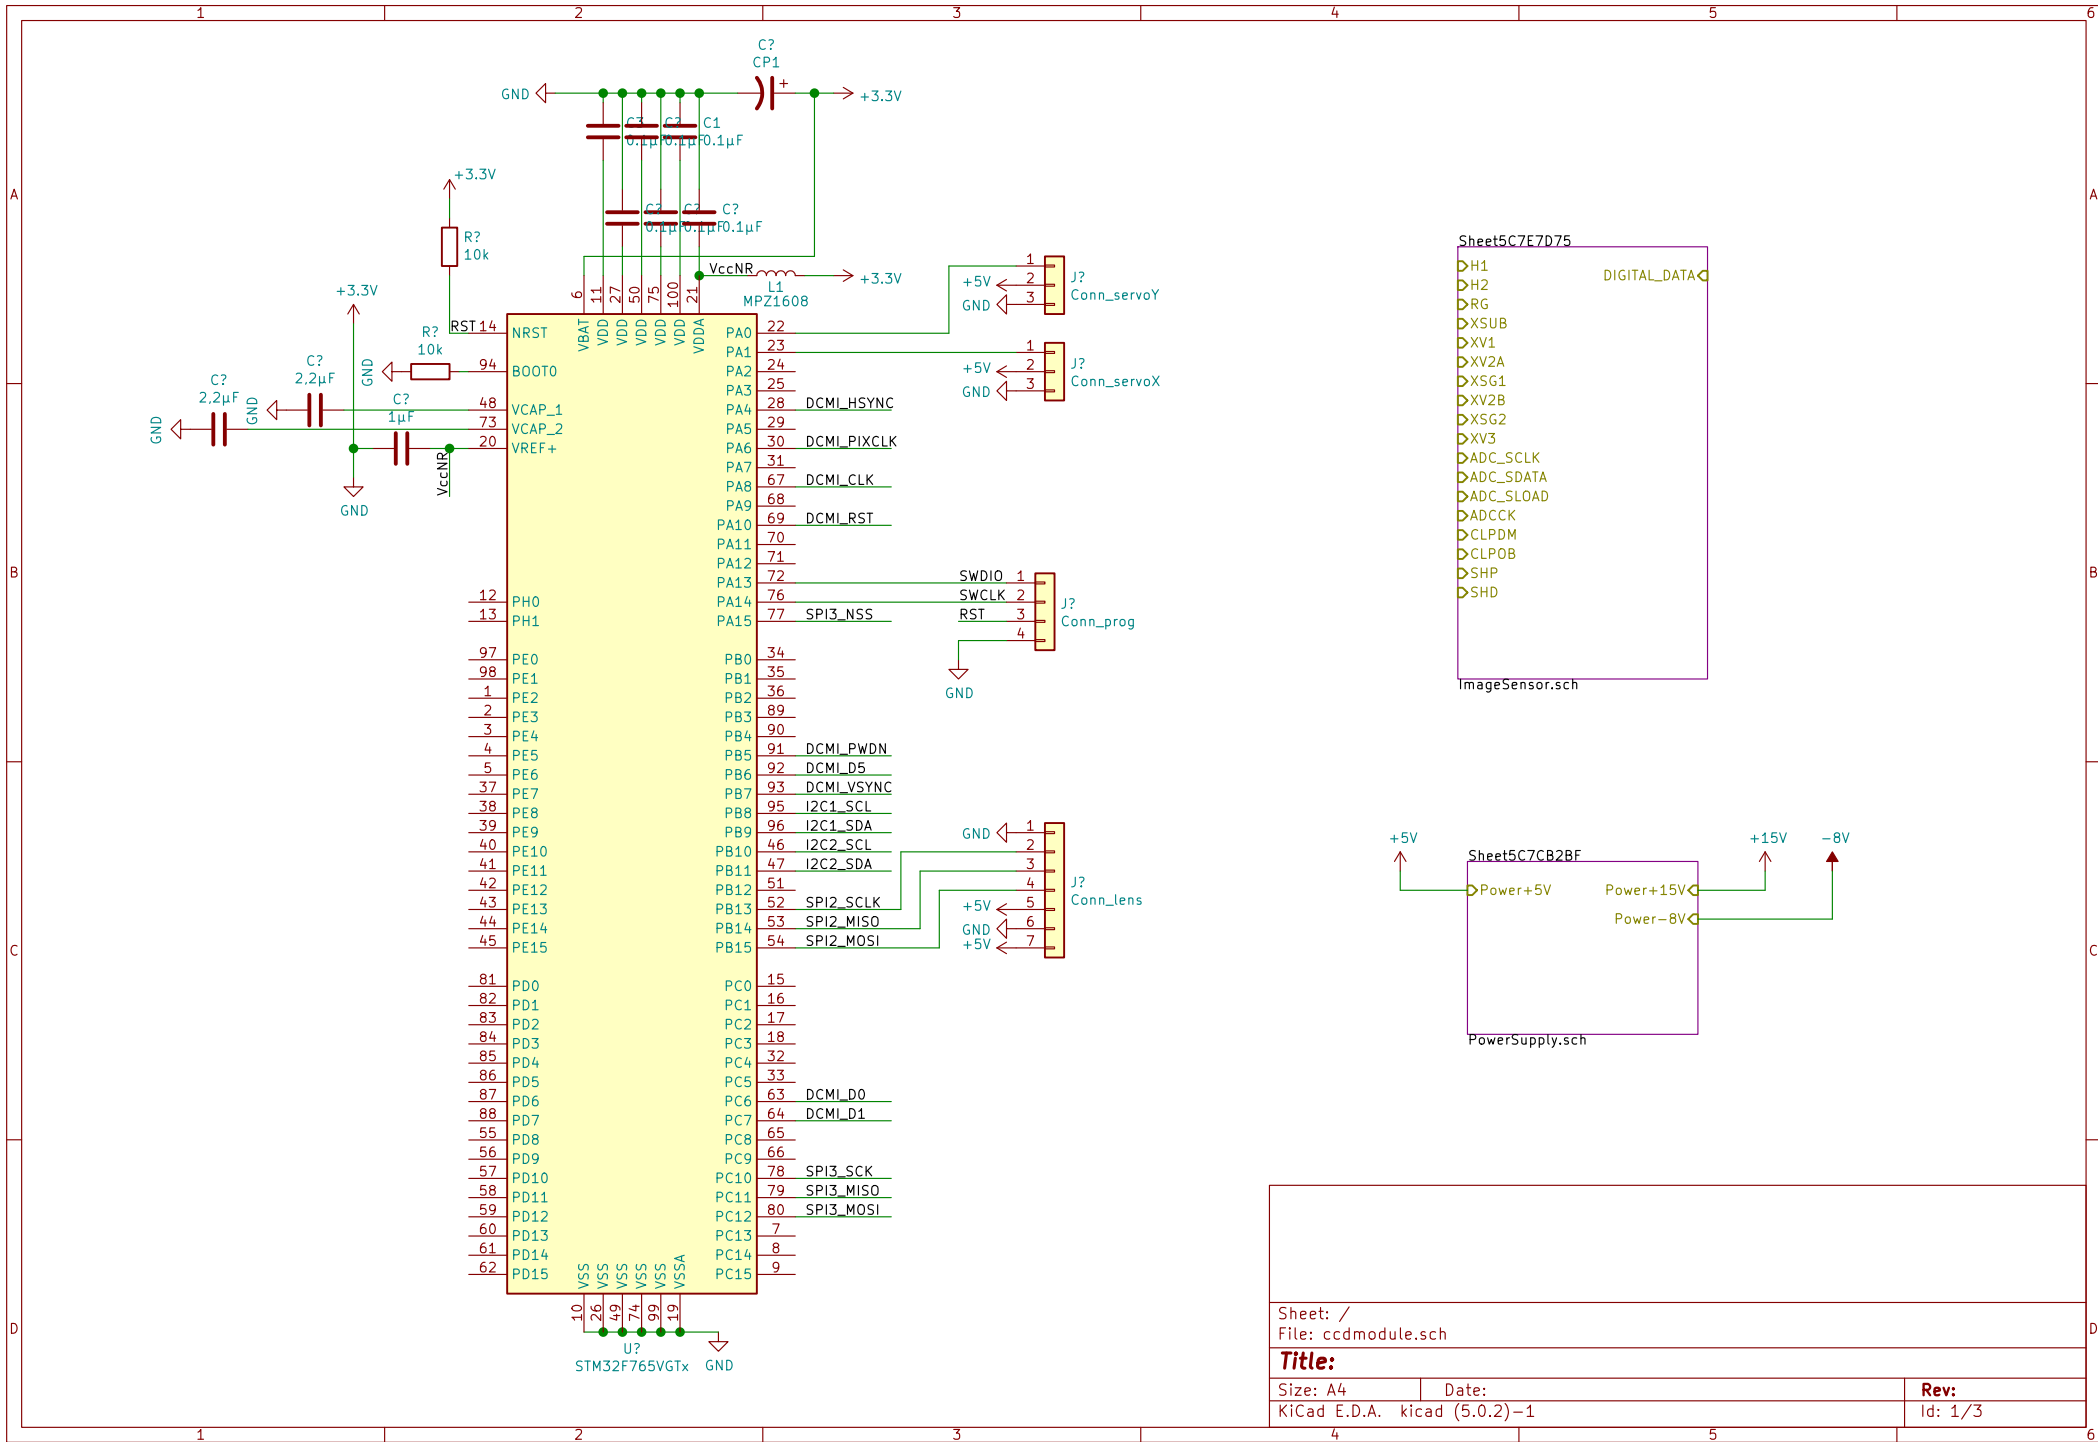 1 2 3 4 5 6
A
B
C
D
A
B
C
D
1 2 3 4 5 6
C?
CP1
+
GND
+3.3V
C3
0.1µF
C?
0.1µF
C1
0.1µF
C?
0.1µF
C?
0.1µF
C?
0.1µF
VccNR
L1
MPZ1608
+3.3V
+3.3V
R?
10k
+3.3V
RST
R?
10k
GND
C?
2,2µF
GND
C?
2,2µF
GND
C?
1µF
VccNR
GND
6 VBAT
11 VDD
27 VDD
50 VDD
75 VDD
100 VDD
21 VDDA
14 NRST
94 BOOT0
48 VCAP_1
73 VCAP_2
20 VREF+
12 PH0
13 PH1
97 PE0
98 PE1
1 PE2
2 PE3
3 PE4
4 PE5
5 PE6
37 PE7
38 PE8
39 PE9
40 PE10
41 PE11
42 PE12
43 PE13
44 PE14
45 PE15
81 PD0
82 PD1
83 PD2
84 PD3
85 PD4
86 PD5
87 PD6
88 PD7
55 PD8
56 PD9
57 PD10
58 PD11
59 PD12
60 PD13
61 PD14
62 PD15
PA0 22
PA1 23
PA2 24
PA3 25
PA4 28 DCMI_HSYNC
PA5 29
PA6 30 DCMI_PIXCLK
PA7 31
PA8 67 DCMI_CLK
PA9 68
PA10 69 DCMI_RST
PA11 70
PA12 71
PA13 72 SWDIO
PA14 76 SWCLK
PA15 77 SPI3_NSS
PB0 34
PB1 35
PB2 36
PB3 89
PB4 90
PB5 91 DCMI_PWDN
PB6 92 DCMI_D5
PB7 93 DCMI_VSYNC
PB8 95 I2C1_SCL
PB9 96 I2C1_SDA
PB10 46 I2C2_SCL
PB11 47 I2C2_SDA
PB12 51
PB13 52 SPI2_SCLK
PB14 53 SPI2_MISO
PB15 54 SPI2_MOSI
PC0 15
PC1 16
PC2 17
PC3 18
PC4 32
PC5 33
PC6 63 DCMI_D0
PC7 64 DCMI_D1
PC8 65
PC9 66
PC10 78 SPI3_SCK
PC11 79 SPI3_MISO
PC12 80 SPI3_MOSI
PC13 7
PC14 8
PC15 9
VSS 10
VSS 26
VSS 49
VSS 74
VSS 99
VSSA 19
U?
STM32F765VGTx
GND
1
+5V 2
GND 3
J?
Conn_servoY
1
+5V 2
GND 3
J?
Conn_servoX
1
2
RST 3
4
GND
J?
Conn_prog
GND 1
2
3
4
+5V 5
GND 6
+5V 7
J?
Conn_lens
Sheet5C7E7D75
H1
H2
RG
XSUB
XV1
XV2A
XSG1
XV2B
XSG2
XV3
ADC_SCLK
ADC_SDATA
ADC_SLOAD
ADCCK
CLPDM
CLPOB
SHP
SHD
DIGITAL_DATA
ImageSensor.sch
+5V
+15V
-8V
Sheet5C7CB2BF
Power+5V
Power+15V
Power-8V
PowerSupply.sch
Sheet: /
File: ccdmodule.sch
Title:
Size: A4 Date: Rev:
KiCad E.D.A. kicad (5.0.2)-1 Id: 1/3